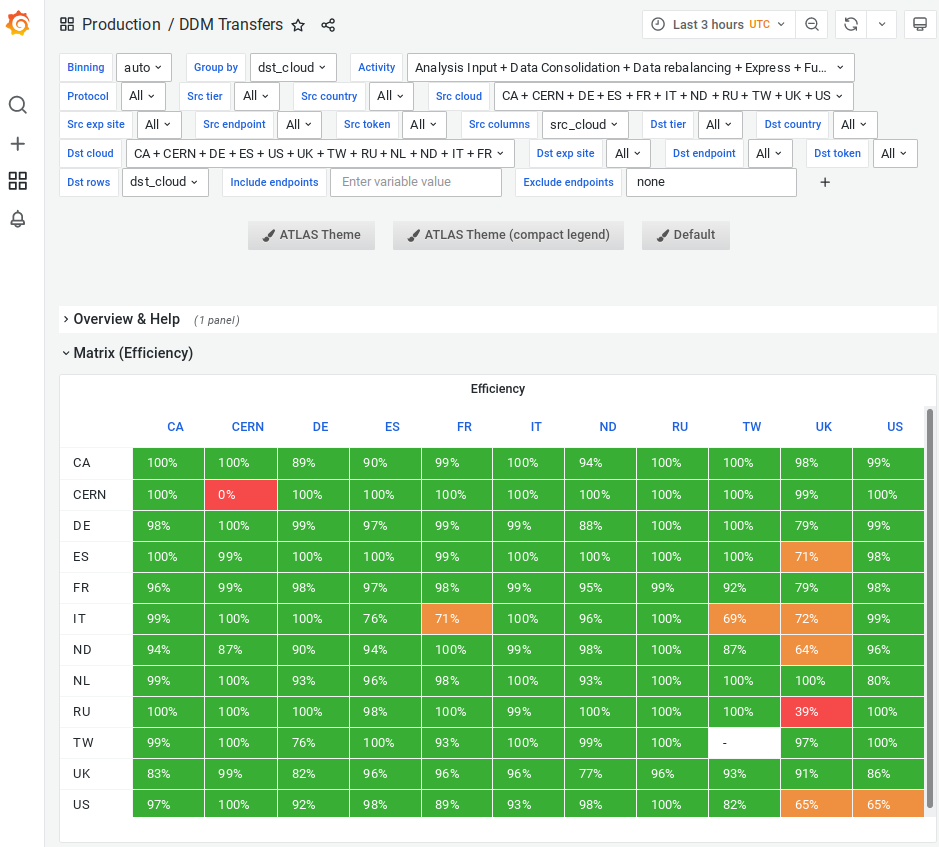 Production / DDM Transfers Last 3 hours UTC
Binning auto Group by dst_cloud Activity Analysis Input + Data Consolidation + Data rebalancing + Express + Fu...
Protocol All Src tier All Src country All Src cloud CA + CERN + DE + ES + FR + IT + ND + RU + TW + UK + US
Src exp site All Src endpoint All Src token All Src columns src_cloud Dst tier All Dst country All
Dst cloud CA + CERN + DE + ES + US + UK + TW + RU + NL + ND + IT + FR Dst exp site All Dst endpoint All Dst token All
Dst rows dst_cloud Include endpoints Enter variable value Exclude endpoints none
ATLAS Theme ATLAS Theme (compact legend) Default
Overview & Help (1 panel)
Matrix (Efficiency)
Efficiency
CA CERN DE ES FR IT ND RU TW UK US
CA 100% 100% 89% 90% 99% 100% 94% 100% 100% 98% 99%
CERN 100% 0% 100% 100% 100% 100% 100% 100% 100% 99% 100%
DE 98% 100% 99% 97% 99% 99% 88% 100% 100% 79% 99%
ES 100% 99% 100% 100% 99% 100% 100% 100% 100% 71% 98%
FR 96% 99% 98% 97% 98% 99% 95% 99% 92% 79% 98%
IT 99% 100% 100% 76% 71% 100% 96% 100% 69% 72% 99%
ND 94% 87% 90% 94% 100% 99% 98% 100% 87% 64% 96%
NL 99% 100% 93% 96% 98% 100% 93% 100% 100% 100% 80%
RU 100% 100% 100% 98% 100% 99% 100% 100% 100% 39% 100%
TW 99% 100% 76% 100% 93% 100% 99% 100% - 97% 100%
UK 83% 99% 82% 96% 96% 96% 77% 96% 93% 91% 86%
US 97% 100% 92% 98% 89% 93% 98% 100% 82% 65% 65%